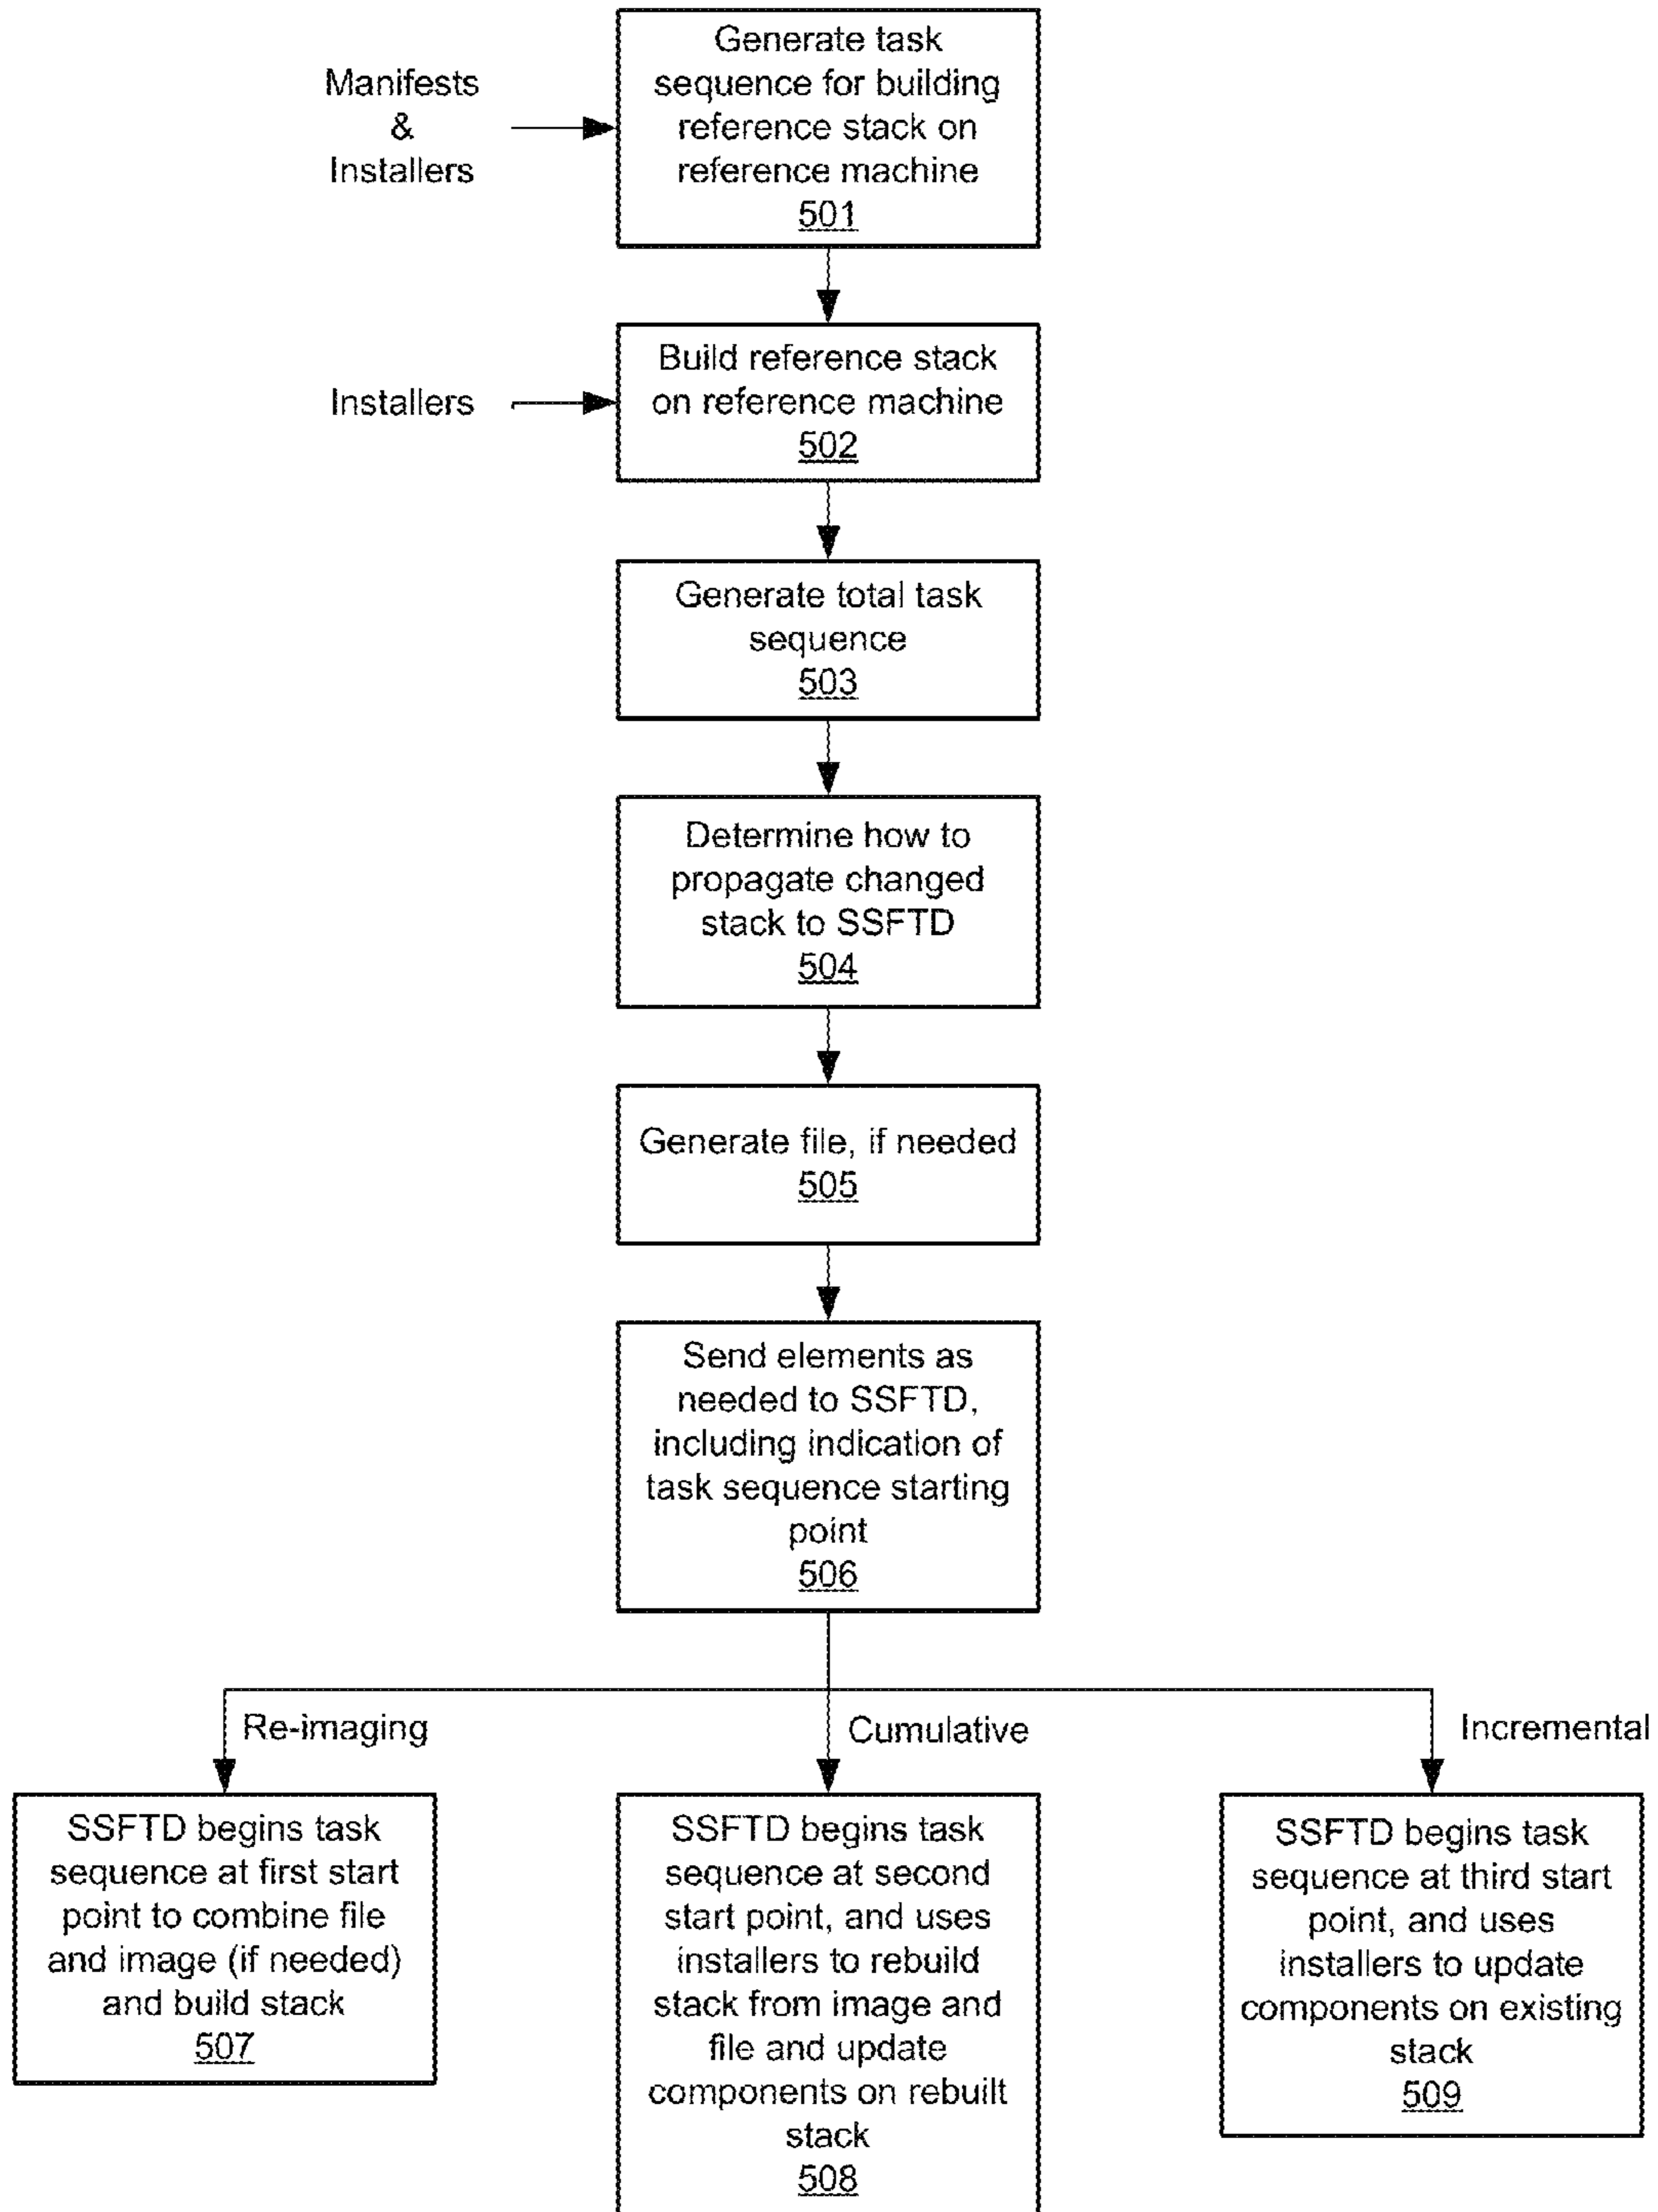 Generate task
sequence for building
reference stack on
reference machine
501
Manifests
&
Installers
Build reference stack
on reference machine
502
Installers
Generate total task
sequence
503
Determine how to
propagate changed
stack to SSFTD
504
Generate file, if needed
505
Send elements as
needed to SSFTD,
including indication of
task sequence starting
point
506
Re-imaging
Cumulative
Incremental
SSFTD begins task
sequence at first start
point to combine file
and image (if needed)
and build stack
507
SSFTD begins task
sequence at second
start point, and uses
installers to rebuild
stack from image and
file and update
components on rebuilt
stack
508
SSFTD begins task
sequence at third start
point, and uses
installers to update
components on existing
stack
509